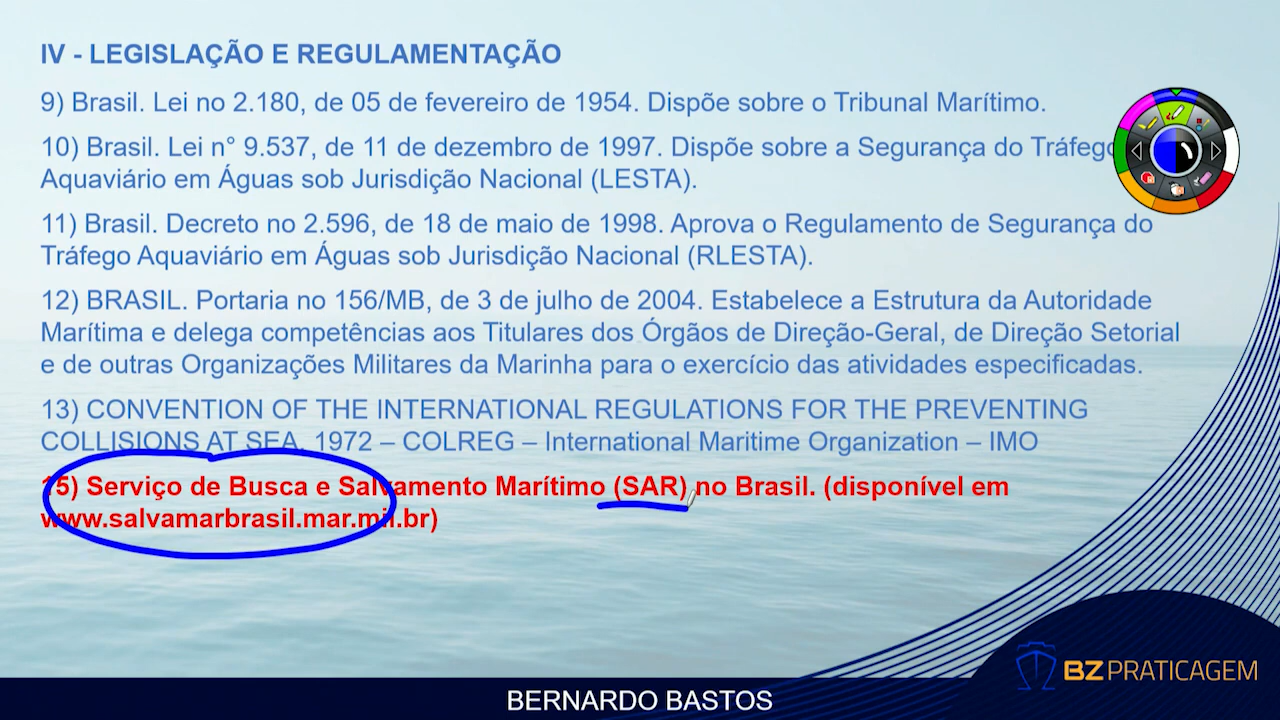 IV - LEGISLAÇÃO E REGULAMENTAÇÃO
9) Brasil. Lei no 2.180, de 05 de fevereiro de 1954. Dispõe sobre o Tribunal Marítimo.
10) Brasil. Lei n° 9.537, de 11 de dezembro de 1997. Dispõe sobre a Segurança do Tráfego
Aquaviário em Águas sob Jurisdição Nacional (LESTA).
11) Brasil. Decreto no 2.596, de 18 de maio de 1998. Aprova o Regulamento de Segurança do
Tráfego Aquaviário em Águas sob Jurisdição Nacional (RLESTA).
12) BRASIL. Portaria no 156/MB, de 3 de julho de 2004. Estabelece a Estrutura da Autoridade
Marítima e delega competências aos Titulares dos Órgãos de Direção-Geral, de Direção Setorial
e de outras Organizações Militares da Marinha para o exercício das atividades especificadas.
13) CONVENTION OF THE INTERNATIONAL REGULATIONS FOR THE PREVENTING
COLLISIONS AT SEA, 1972 – COLREG – International Maritime Organization – IMO
15) Serviço de Busca e Salvamento Marítimo (SAR) no Brasil. (disponível em
www.salvamarbrasil.mar.mil.br)
BZPRATICAGEM
BERNARDO BASTOS